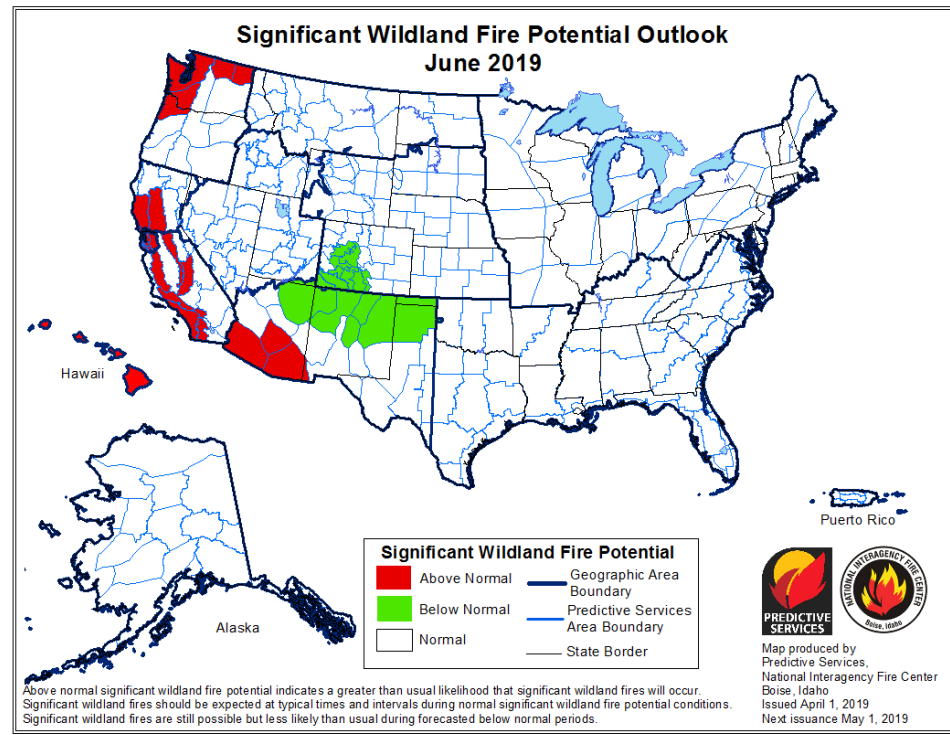 Significant Wildland Fire Potential Outlook
June 2019
Hawaii
Alaska
Puerto Rico
Significant Wildland Fire Potential
Above Normal
Below Normal
Normal
Geographic Area
Boundary
Predictive Services
Area Boundary
State Border
PREDICTIVE
SERVICES
NATIONAL INTERAGENCY FIRE CENTER
Boise, Idaho
Map produced by
Predictive Services,
National Interagency Fire Center
Boise, Idaho
Issued April 1, 2019
Next issuance May 1, 2019
Above normal significant wildland fire potential indicates a greater than usual likelihood that significant wildland fires will occur.
Significant wildland fires should be expected at typical times and intervals during normal significant wildland fire potential conditions.
Significant wildland fires are still possible but less likely than usual during forecasted below normal periods.